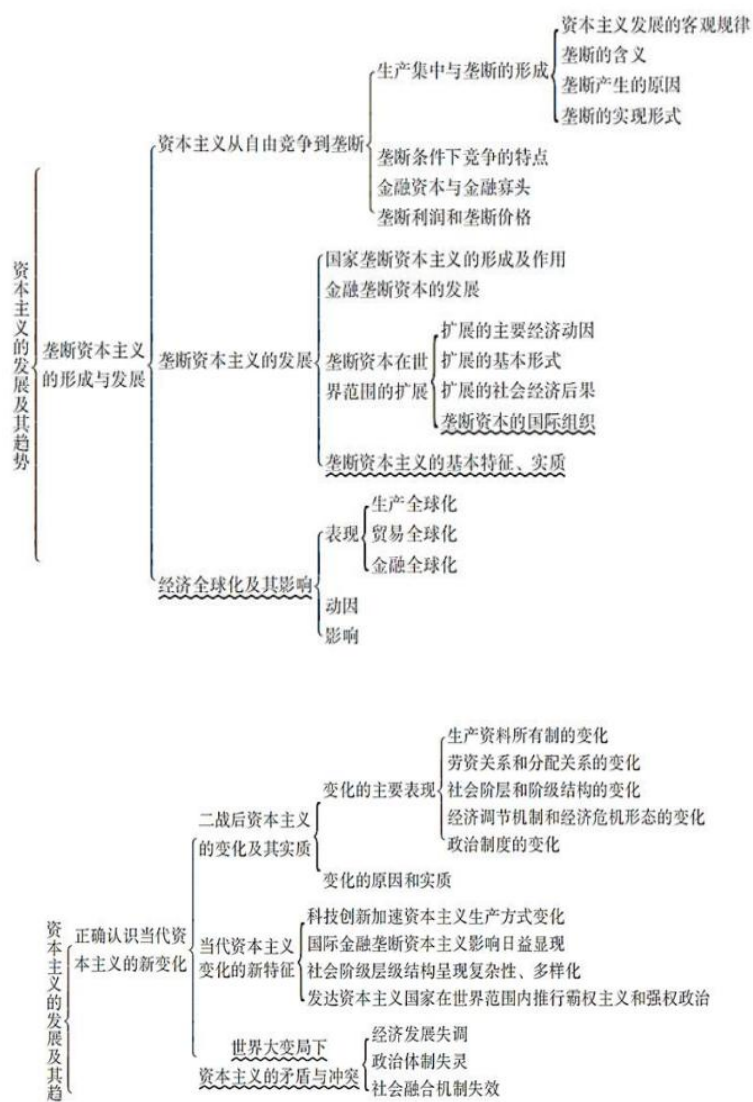 资本主义的发展及其趋势
垄断资本主义
的形成与发展
资本主义从自由竞争到垄断
生产集中与垄断的形成
资本主义发展的客观规律
垄断的含义
垄断产生的原因
垄断的实现形式
垄断条件下竞争的特点
金融资本与金融寡头
垄断利润和垄断价格
垄断资本主义的发展
国家垄断资本主义的形成及作用
金融垄断资本的发展
垄断资本在世
界范围的扩展
扩展的主要经济动因
扩展的基本形式
扩展的社会经济后果
垄断资本的国际组织
垄断资本主义的基本特征、实质
经济全球化及其影响
表现
生产全球化
贸易全球化
金融全球化
动因
影响
资本主义的发展及其趋
正确认识当代资
本主义的新变化
二战后资本主义
的变化及其实质
变化的主要表现
生产资料所有制的变化
劳资关系和分配关系的变化
社会阶层和阶级结构的变化
经济调节机制和经济危机形态的变化
政治制度的变化
变化的原因和实质
当代资本主义
变化的新特征
科技创新加速资本主义生产方式变化
国际金融垄断资本主义影响日益显现
社会阶级层级结构呈现复杂性、多样化
发达资本主义国家在世界范围内推行霸权主义和强权政治
世界大变局下
资本主义的矛盾与冲突
经济发展失调
政治体制失灵
社会融合机制失效